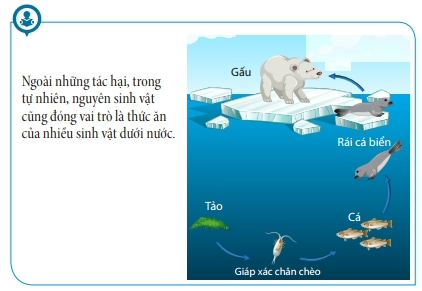 Ngoài những tác hại, trong
tự nhiên, nguyên sinh vật
cũng đóng vai trò là thức ăn
của nhiều sinh vật dưới nước.
Gấu
Rái cá biển
Tảo
Cá
Giáp xác chân chèo